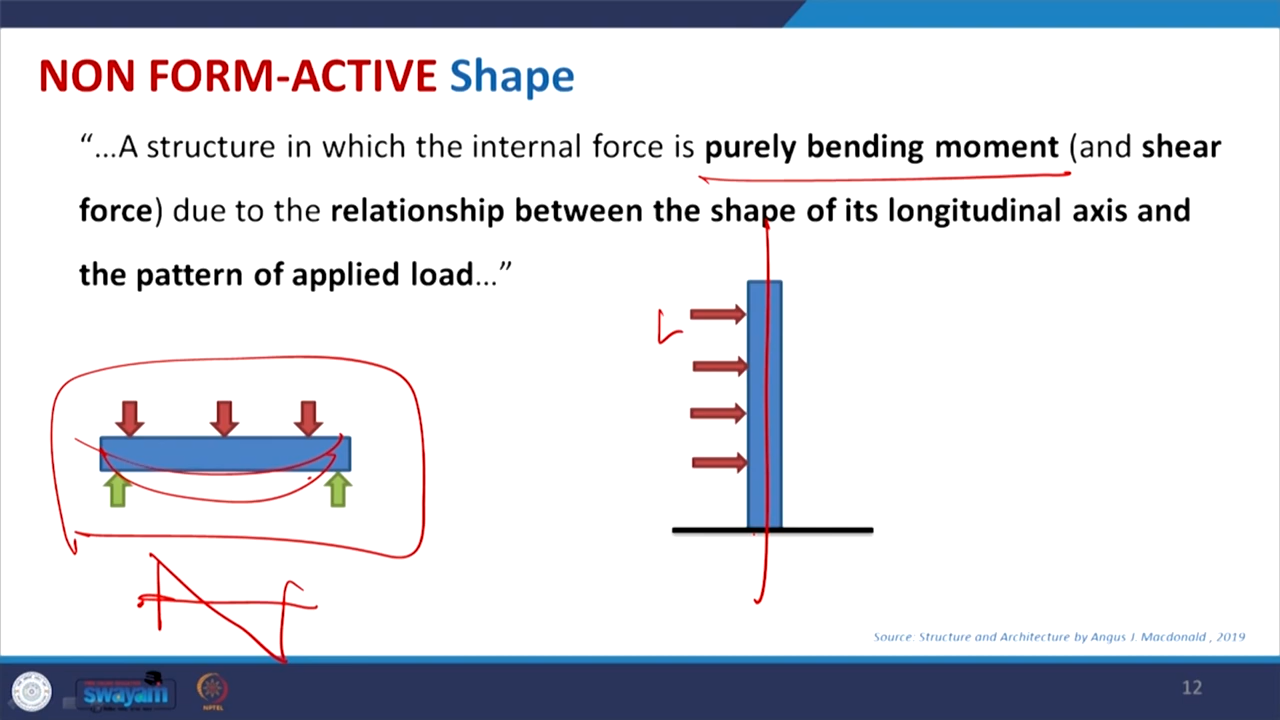 NON FORM-ACTIVE Shape
“...A structure in which the internal force is purely bending moment (and shear
force) due to the relationship between the shape of its longitudinal axis and
the pattern of applied load...”
Source: Structure and Architecture by Angus J. Macdonald , 2019
swayam
NPTEL
12